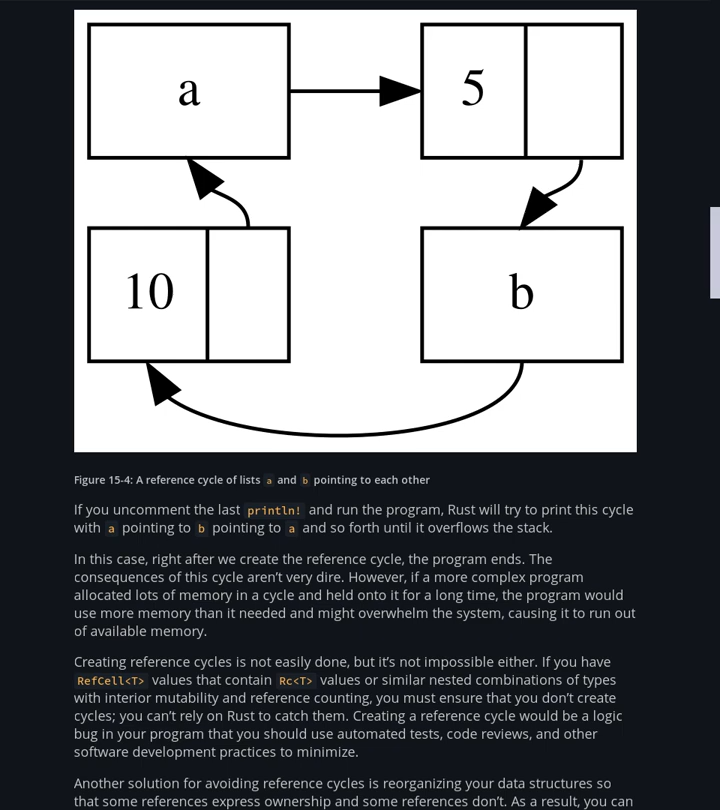 a
5
10
b
Figure 15-4: A reference cycle of lists a and b pointing to each other
If you uncomment the last println! and run the program, Rust will try to print this cycle
with a pointing to b pointing to a and so forth until it overflows the stack.
In this case, right after we create the reference cycle, the program ends. The
consequences of this cycle aren’t very dire. However, if a more complex program
allocated lots of memory in a cycle and held onto it for a long time, the program would
use more memory than it needed and might overwhelm the system, causing it to run out
of available memory.
Creating reference cycles is not easily done, but it’s not impossible either. If you have
RefCell<T> values that contain Rc<T> values or similar nested combinations of types
with interior mutability and reference counting, you must ensure that you don’t create
cycles; you can’t rely on Rust to catch them. Creating a reference cycle would be a logic
bug in your program that you should use automated tests, code reviews, and other
software development practices to minimize.
Another solution for avoiding reference cycles is reorganizing your data structures so
that some references express ownership and some references don’t. As a result, you can